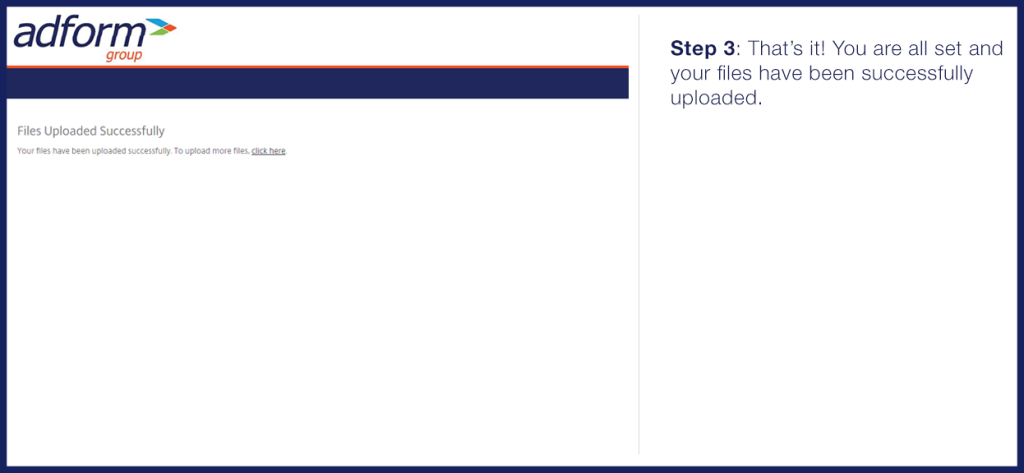 adform
group
Files Uploaded Successfully
Your files have been uploaded successfully. To upload more files, click here.
Step 3: That's it! You are all set and
your files have been successfully
uploaded.